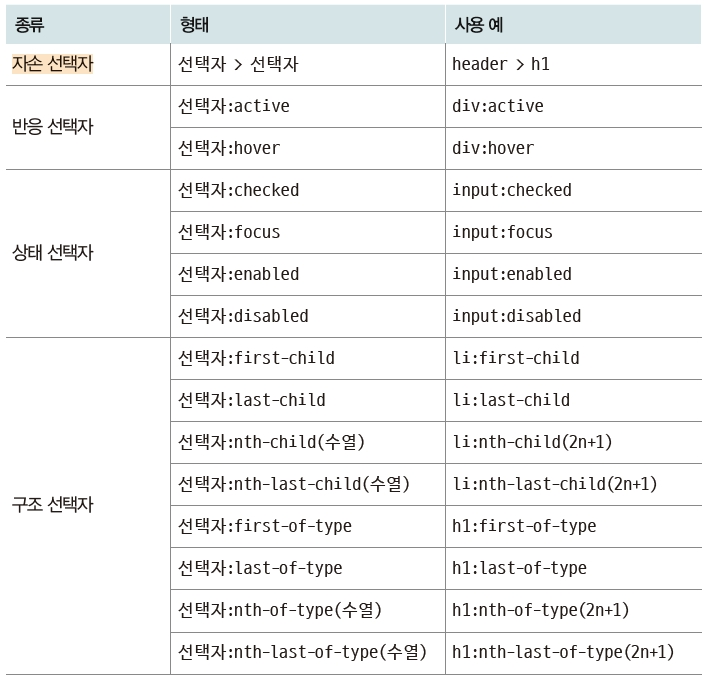 종류 형태 사용 예
자손 선택자 선택자 > 선택자 header > h1
반응 선택자 선택자:active div:active
선택자:hover div:hover
상태 선택자 선택자:checked input:checked
선택자:focus input:focus
선택자:enabled input:enabled
선택자:disabled input:disabled
구조 선택자 선택자:first-child li:first-child
선택자:last-child li:last-child
선택자:nth-child(수열) li:nth-child(2n+1)
선택자:nth-last-child(수열) li:nth-last-child(2n+1)
선택자:first-of-type h1:first-of-type
선택자:last-of-type h1:last-of-type
선택자:nth-of-type(수열) h1:nth-of-type(2n+1)
선택자:nth-last-of-type(수열) h1:nth-last-of-type(2n+1)